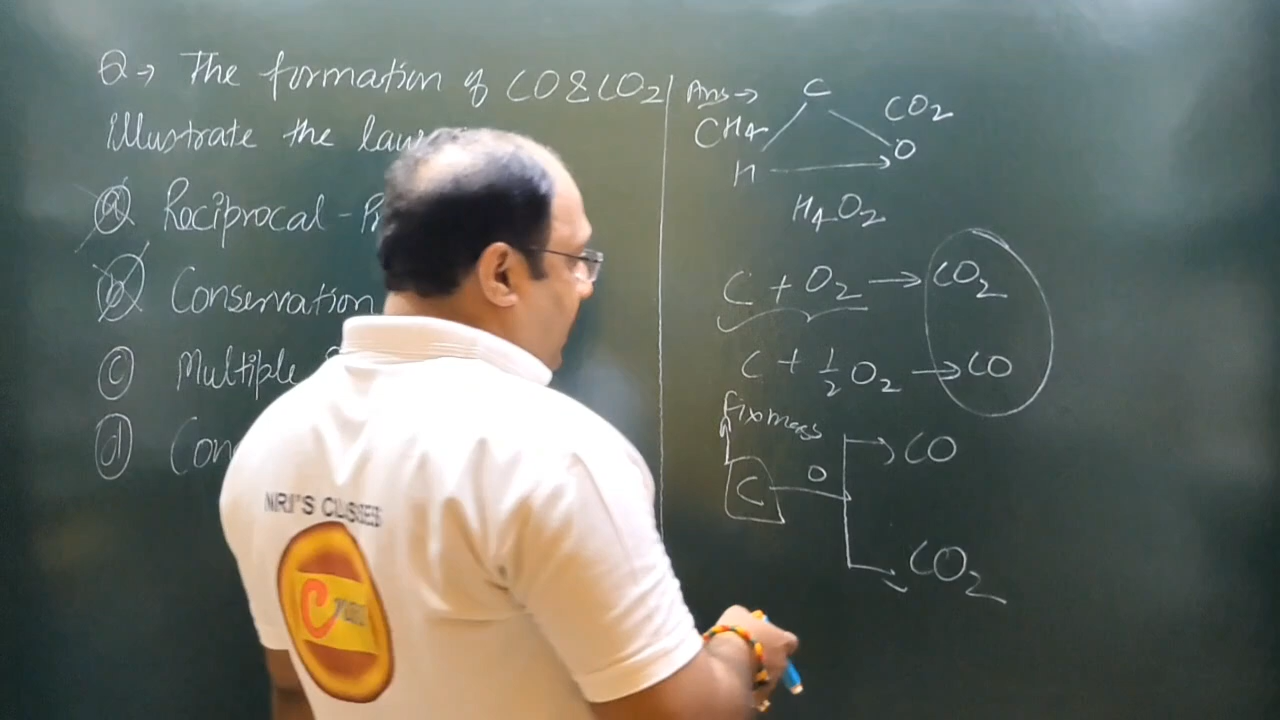 Q→ The formation of CO & CO2
Illustrate the law
(a) Reciprocal - P
(b) Conservation
(c) Multiple
(d) Con
Ans→
C
CH4
CO2
H
O
H4O2
C + O2 → CO2
C + 1/2 O2 → CO
fix mass
C
O
CO
CO2
NRJ'S CLASSES